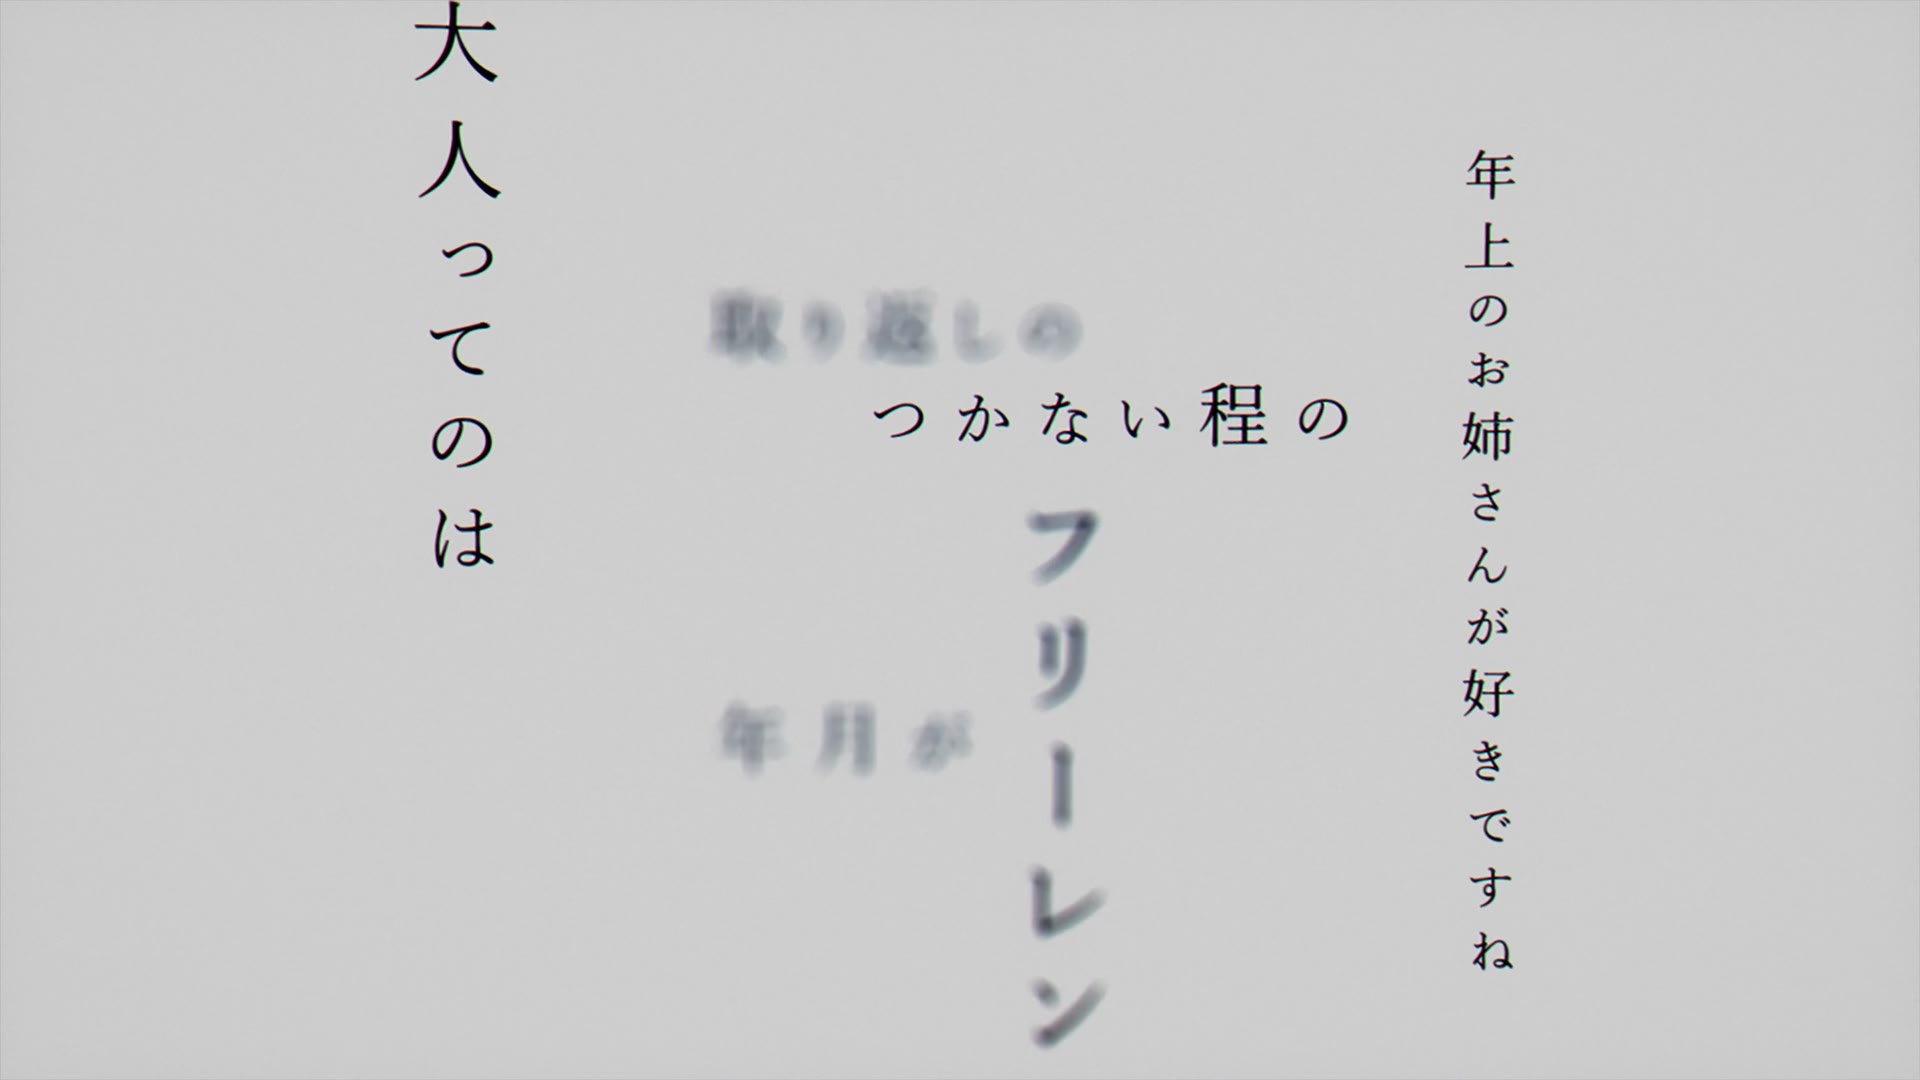 年上のお姉さんが好きですね
取り返しの
つかない程の
年月が
フリーレン
大人ってのは